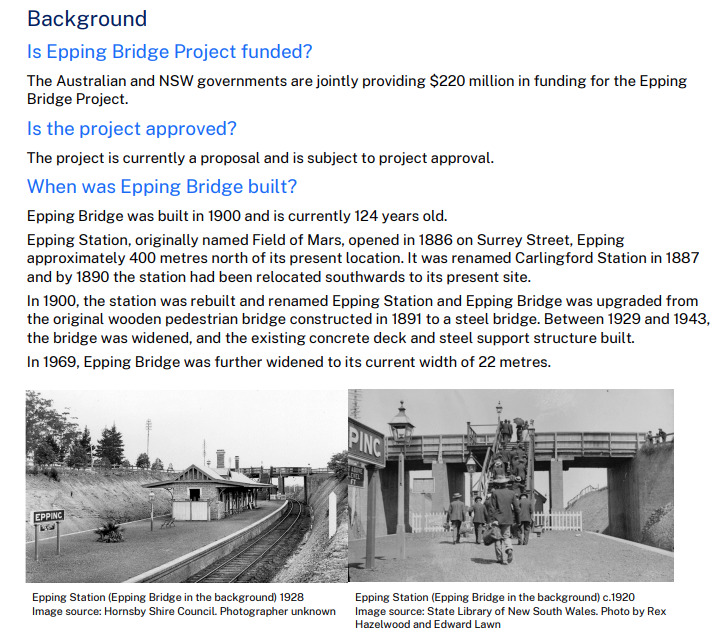 Background
Is Epping Bridge Project funded?
The Australian and NSW governments are jointly providing $220 million in funding for the Epping
Bridge Project.
Is the project approved?
The project is currently a proposal and is subject to project approval.
When was Epping Bridge built?
Epping Bridge was built in 1900 and is currently 124 years old.
Epping Station, originally named Field of Mars, opened in 1886 on Surrey Street, Epping
approximately 400 metres north of its present location. It was renamed Carlingford Station in 1887
and by 1890 the station had been relocated southwards to its present site.
In 1900, the station was rebuilt and renamed Epping Station and Epping Bridge was upgraded from
the original wooden pedestrian bridge constructed in 1891 to a steel bridge. Between 1929 and 1943,
the bridge was widened, and the existing concrete deck and steel support structure built.
In 1969, Epping Bridge was further widened to its current width of 22 metres.
EPPING
PING
Epping Station (Epping Bridge in the background) 1928
Image source: Hornsby Shire Council. Photographer unknown
Epping Station (Epping Bridge in the background) c.1920
Image source: State Library of New South Wales. Photo by Rex
Hazelwood and Edward Lawn